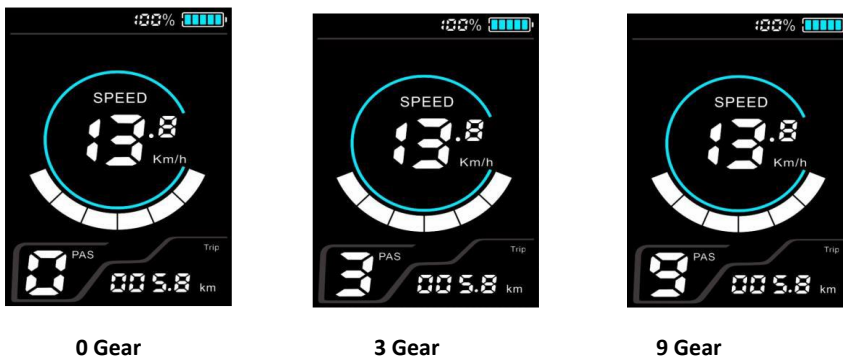 100%
SPEED
13.8
Km/h
PAS
Trip
0
005.8 km
0 Gear
100%
SPEED
13.8
Km/h
PAS
Trip
3
005.8 km
3 Gear
100%
SPEED
13.8
Km/h
PAS
Trip
9
005.8 km
9 Gear